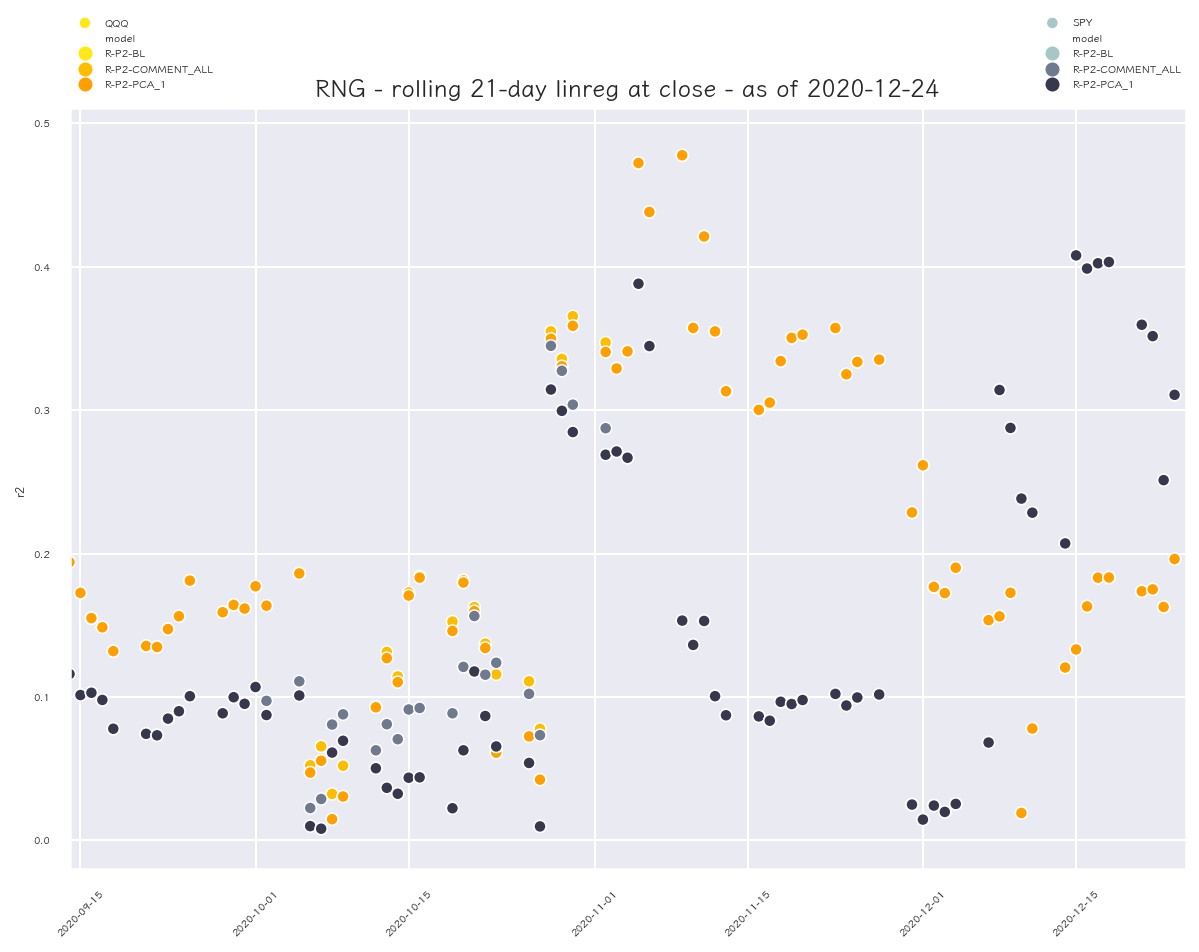 QQQ
model
R-P2-BL
R-P2-COMMENT_ALL
R-P2-PCA_1
SPY
model
R-P2-BL
R-P2-COMMENT_ALL
R-P2-PCA_1
RNG - rolling 21-day linreg at close - as of 2020-12-24
0.5
0.4
0.3
0.2
0.1
0.0
r2
2020-09-15
2020-10-01
2020-10-15
2020-11-01
2020-11-15
2020-12-01
2020-12-15